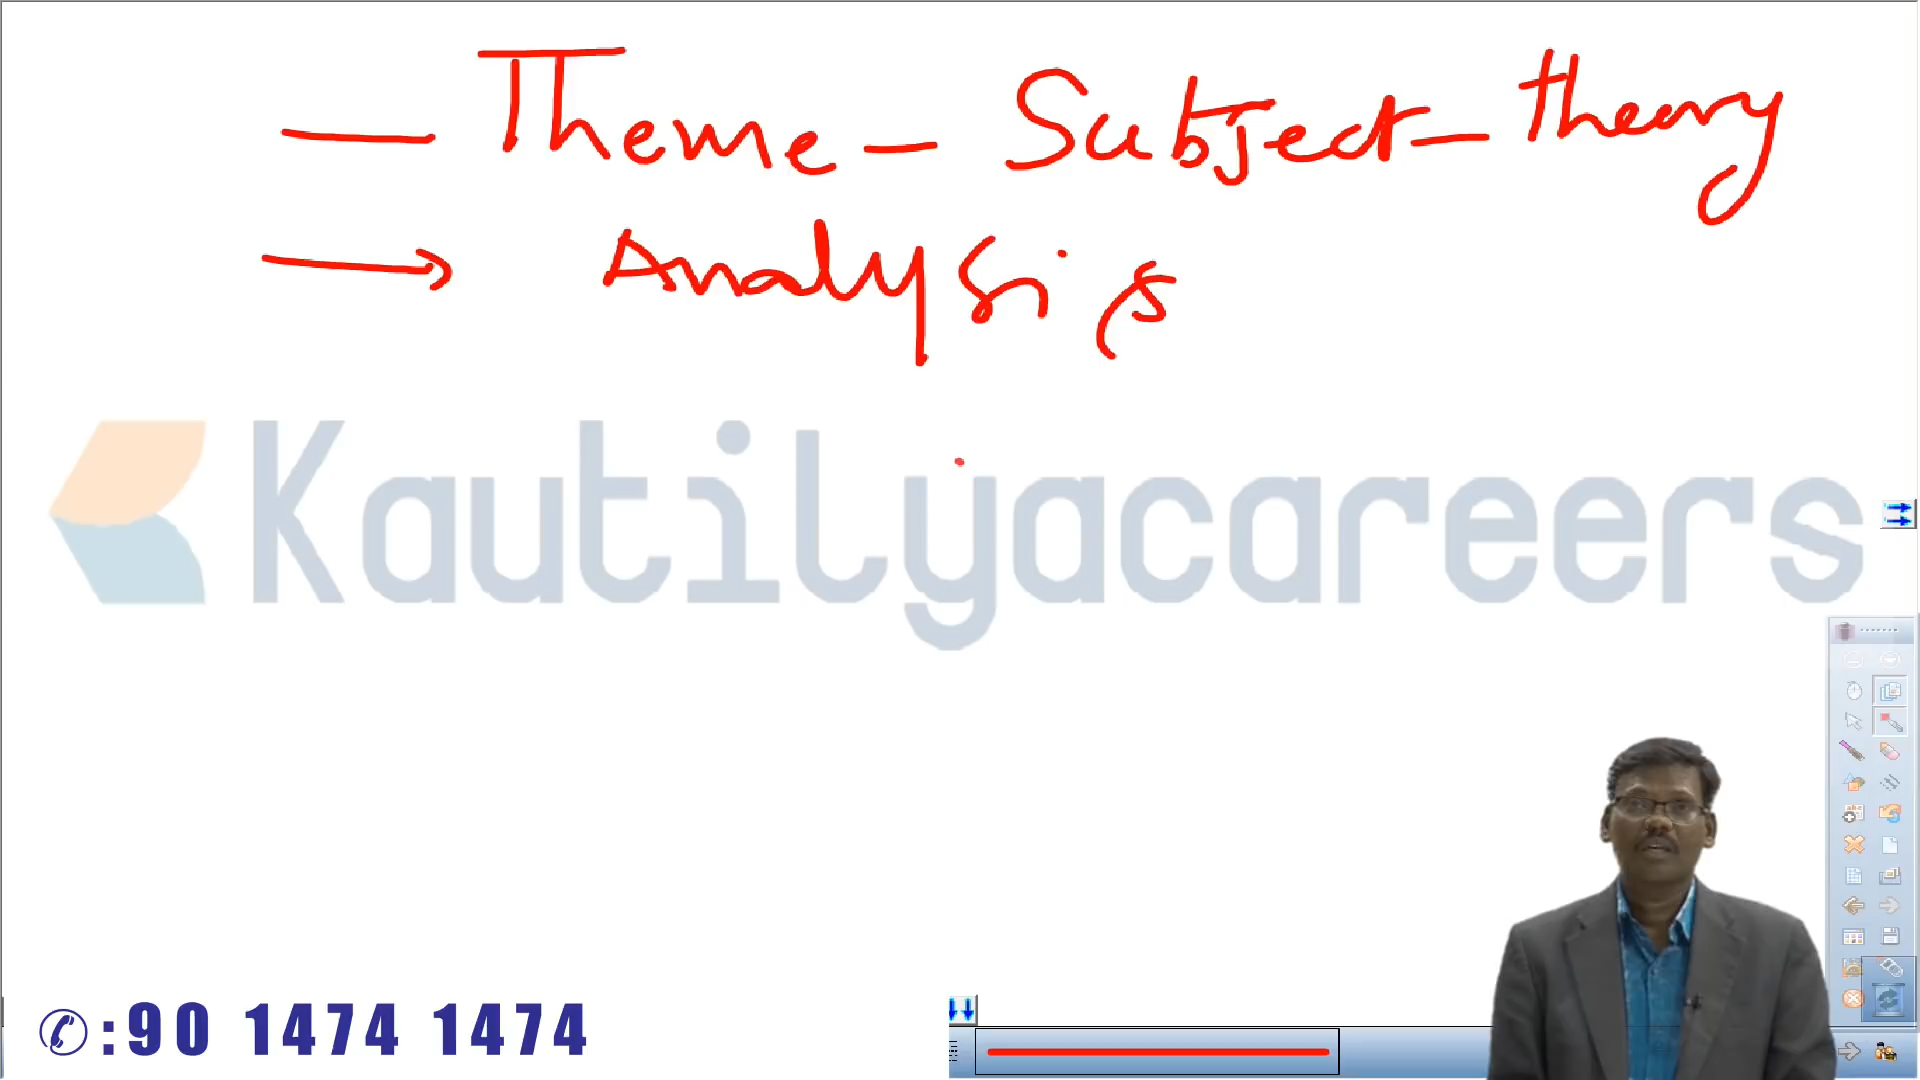 — Theme - Subject - theory
→ Analysis
Kautilyacareers
✆:90 1474 1474